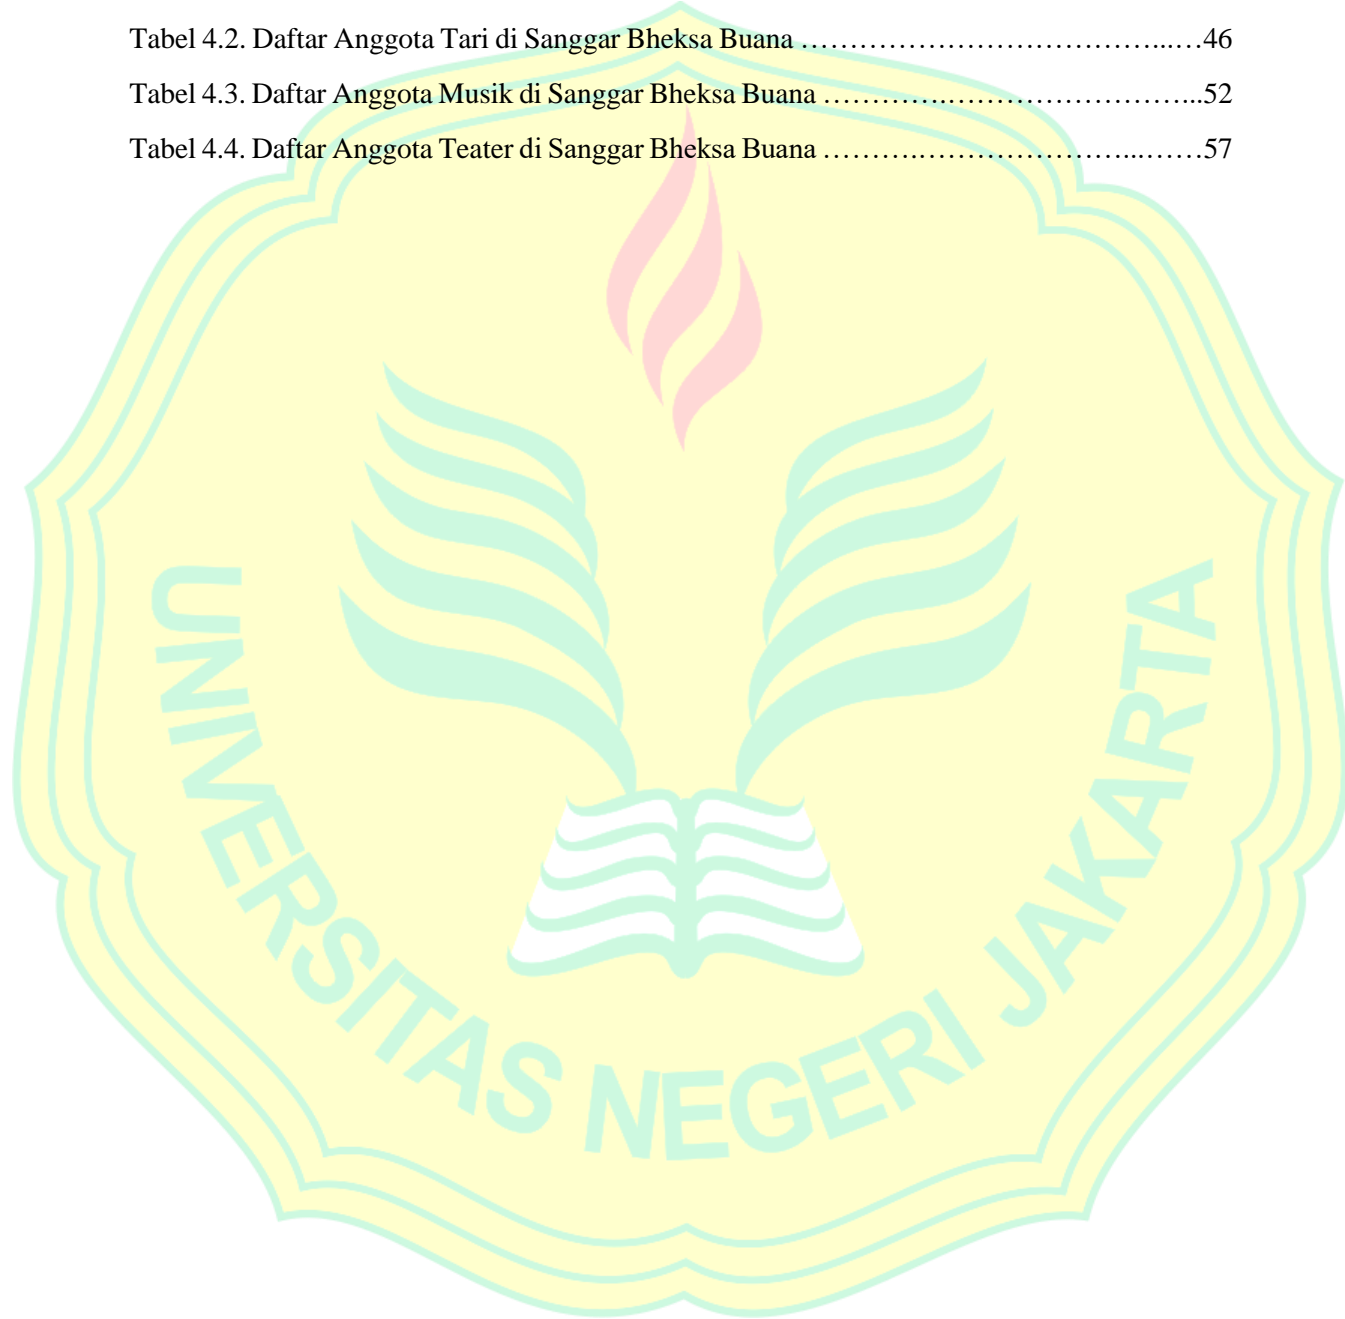 Tabel 4.2. Daftar Anggota Tari di Sanggar Bheksa Buana ………………………………...…46
Tabel 4.3. Daftar Anggota Musik di Sanggar Bheksa Buana ………….……………………...52
Tabel 4.4. Daftar Anggota Teater di Sanggar Bheksa Buana ……….…………………...……57
UNIVERSITAS NEGERI JAKARTA